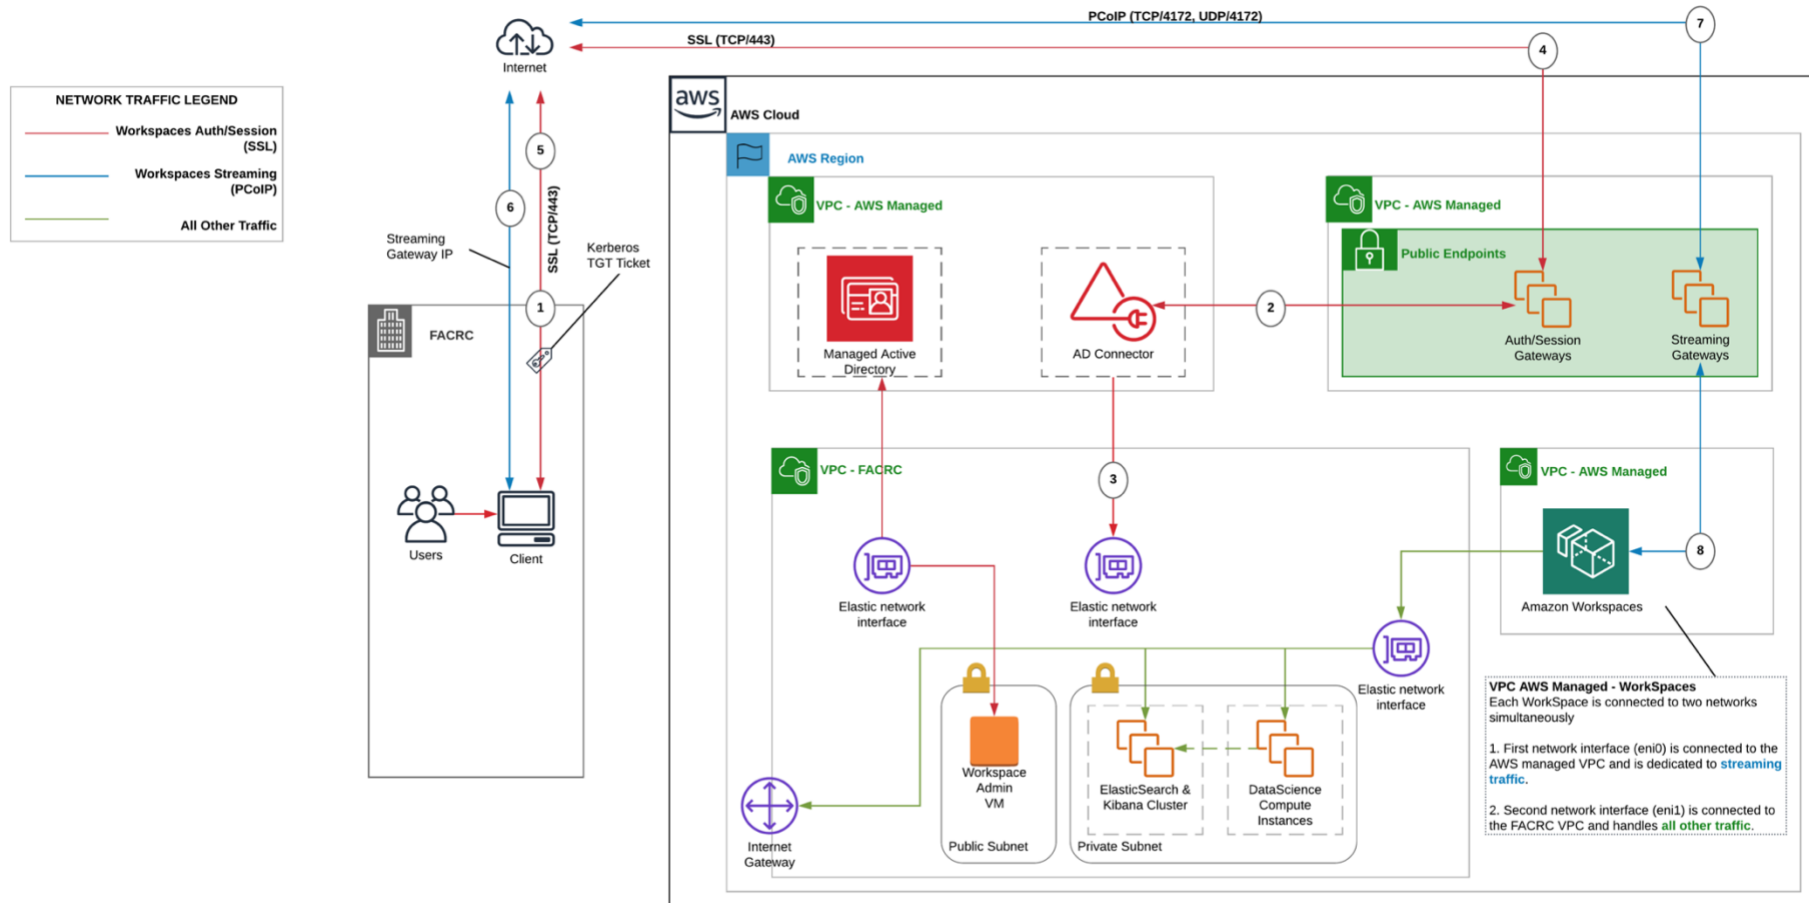 PCoIP (TCP/4172, UDP/4172)
7
SSL (TCP/443)
4
Internet
NETWORK TRAFFIC LEGEND
Workspaces Auth/Session
(SSL)
Workspaces Streaming
(PCoIP)
All Other Traffic
5
6
SSL (TCP/443)
Streaming
Gateway IP
Kerberos
TGT Ticket
1
FACRC
Users
Client
aws
AWS Cloud
AWS Region
VPC - AWS Managed
Managed Active
Directory
AD Connector
2
VPC - AWS Managed
Public Endpoints
Auth/Session
Gateways
Streaming
Gateways
VPC - FACRC
3
Elastic network
interface
Elastic network
interface
VPC - AWS Managed
8
Amazon Workspaces
Elastic network
interface
Workspace
Admin
VM
Public Subnet
ElasticSearch &
Kibana Cluster
DataScience
Compute
Instances
Private Subnet
Internet
Gateway
VPC AWS Managed - WorkSpaces
Each WorkSpace is connected to two networks
simultaneously
1. First network interface (eni0) is connected to the
AWS managed VPC and is dedicated to streaming
traffic.
2. Second network interface (eni1) is connected to
the FACRC VPC and handles all other traffic.